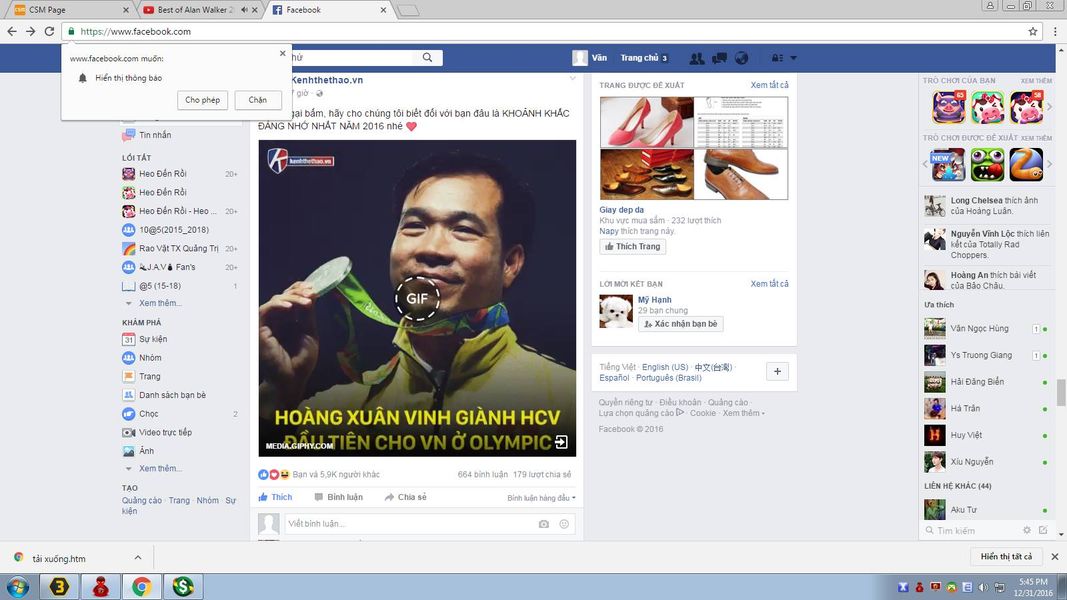 CSM Page
Best of Alan Walker 2
Facebook
https://www.facebook.com
www.facebook.com muốn:
Hiển thị thông báo
Cho phép
Chặn
Văn
Trang chủ 3
Kenhthethao.vn
7 giờ ·
gại bấm, hãy cho chúng tôi biết đối với bạn đâu là KHOẢNH KHẮC
ĐÁNG NHỚ NHẤT NĂM 2016 nhé
kenhthethao.vn
GIF
HOÀNG XUÂN VINH GIÀNH HCV
ĐẦU TIÊN CHO VN Ở OLYMPIC
MEDIA.GIPHY.COM
Bạn và 5,9K người khác
664 bình luận 179 lượt chia sẻ
Thích
Bình luận
Chia sẻ
Bình luận hàng đầu
Viết bình luận...
Tin nhắn
LỐI TẮT
Heo Đến Rồi 20+
Heo Đến Rồi
Heo Đến Rồi - Heo ... 20+
10@5(2015_2018)
Rao Vặt TX Quảng Trị 20+
J.A.V Fan's 20+
@5 (15-18) 1
Xem thêm...
KHÁM PHÁ
31 Sự kiện
Nhóm
Trang
Danh sách bạn bè
Chọc 2
Video trực tiếp
Ảnh
Xem thêm...
TẠO
Quảng cáo · Trang · Nhóm · Sự
kiện
TRANG ĐƯỢC ĐỀ XUẤT
Xem tất cả
Giay dep da
Khu vực mua sắm · 232 lượt thích
Napy thích trang này.
Thích Trang
LỜI MỜI KẾT BẠN
Xem tất cả
Mỹ Hạnh
29 bạn chung
Xác nhận bạn bè
Tiếng Việt · English (US) · 中文(台灣) ·
Español · Português (Brasil)
Quyền riêng tư · Điều khoản · Quảng cáo ·
Lựa chọn quảng cáo · Cookie · Xem thêm
Facebook © 2016
TRÒ CHƠI CỦA BẠN
XEM THÊM
65
58
TRÒ CHƠI ĐƯỢC ĐỀ XUẤT
XEM THÊM
NEW
Long Chelsea thích ảnh
của Hoàng Luân.
Nguyễn Vĩnh Lộc thích liên
kết của Totally Rad
Choppers.
Hoàng An thích bài viết
của Bảo Châu.
Ưa thích
Văn Ngọc Hùng 1
Ys Truong Giang 1
Hải Đăng Biển
Há Trân
Huy Việt
Xíu Nguyễn
LIÊN HỆ KHÁC (44)
Aku Tư
Tìm kiếm
tải xuống.htm
Hiển thị tất cả
5:45 PM
12/31/2016